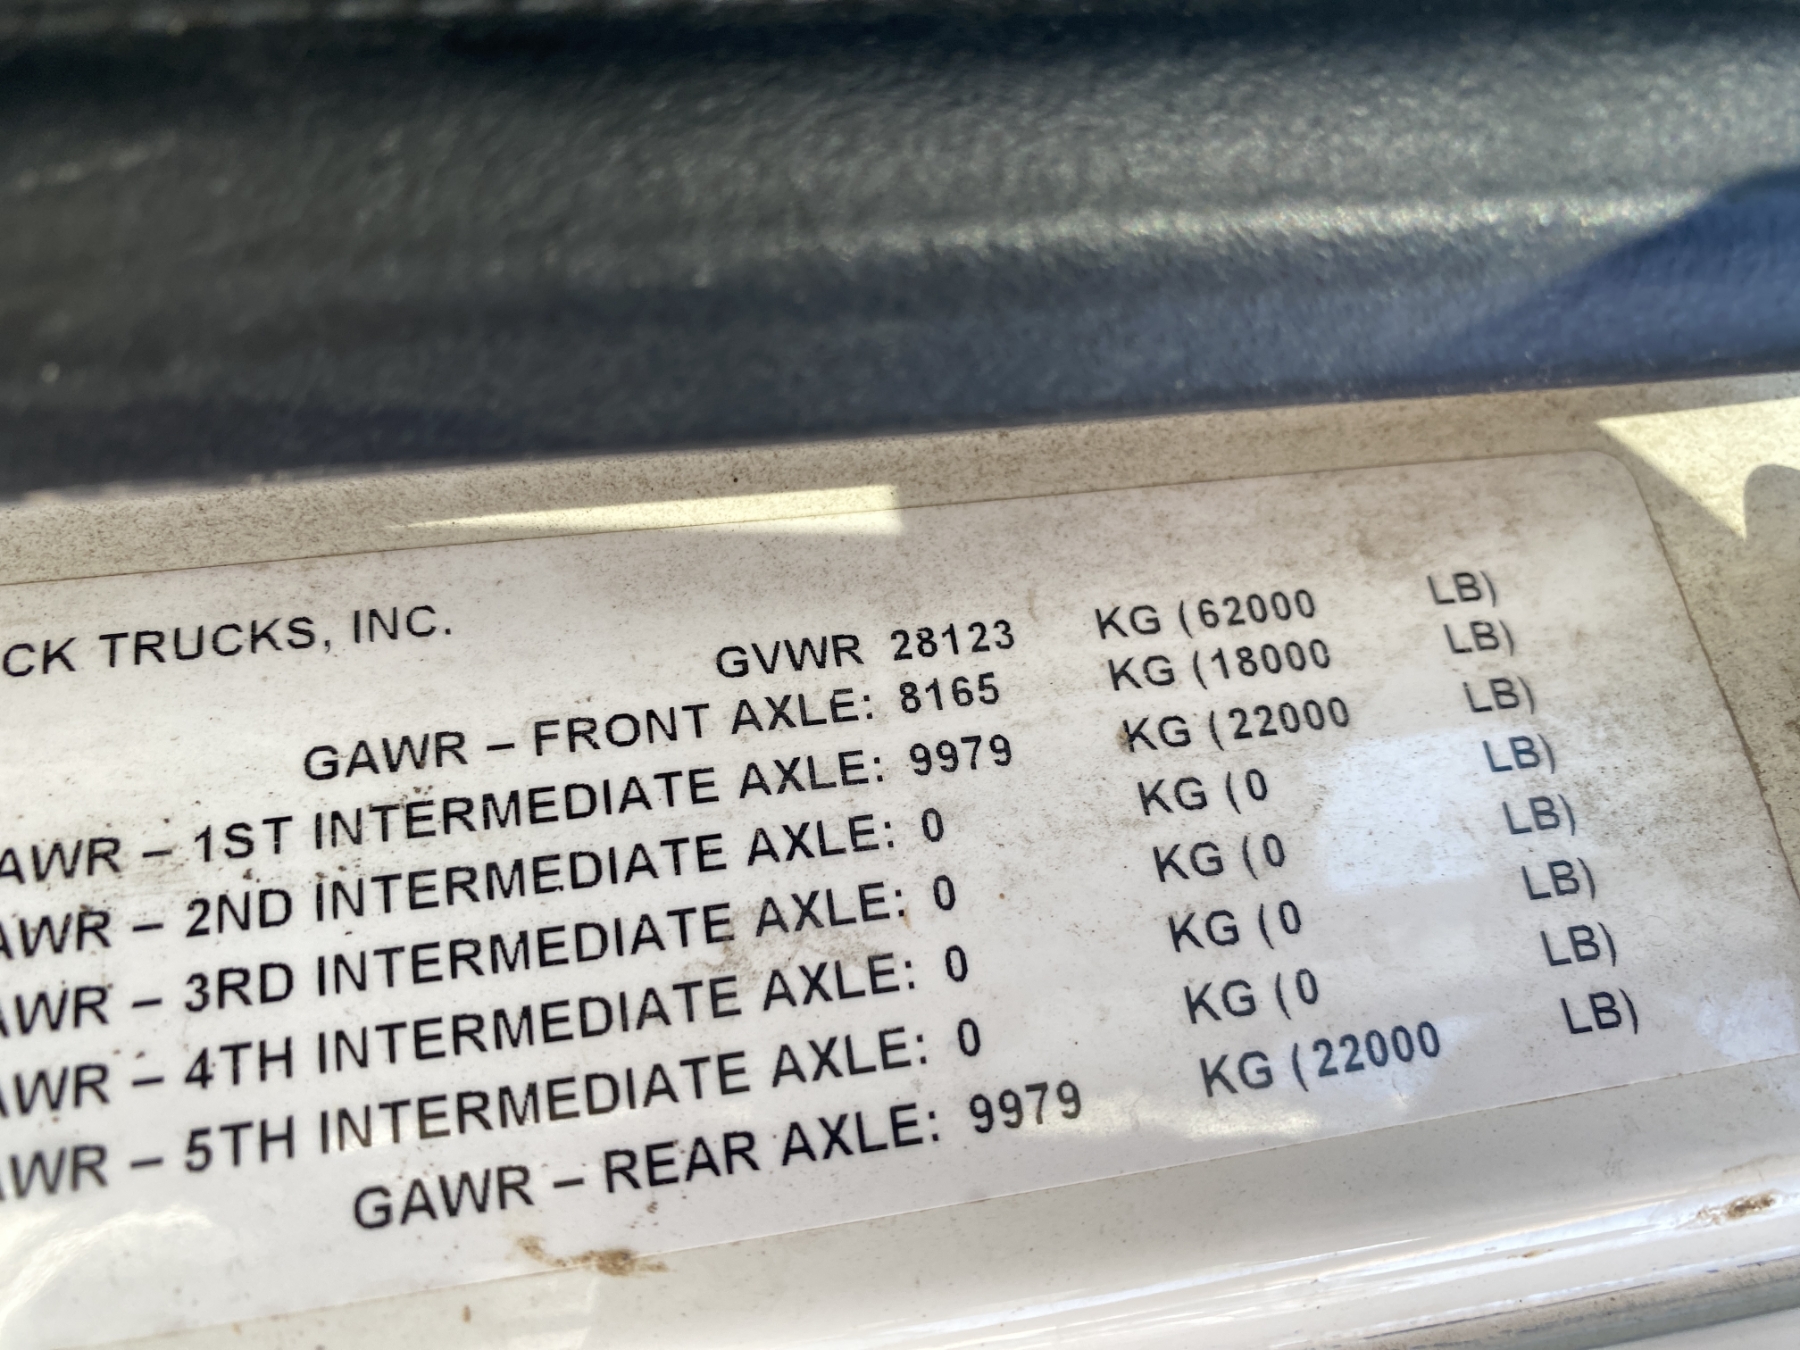 CK TRUCKS, INC.
GVWR 28123 KG (62000 LB)
GAWR – FRONT AXLE: 8165 KG (18000 LB)
AWR – 1ST INTERMEDIATE AXLE: 9979 KG (22000 LB)
AWR – 2ND INTERMEDIATE AXLE: 0 KG (0 LB)
AWR – 3RD INTERMEDIATE AXLE: 0 KG (0 LB)
WR – 4TH INTERMEDIATE AXLE: 0 KG (0 LB)
WR – 5TH INTERMEDIATE AXLE: 0 KG (0 LB)
GAWR – REAR AXLE: 9979 KG (22000 LB)